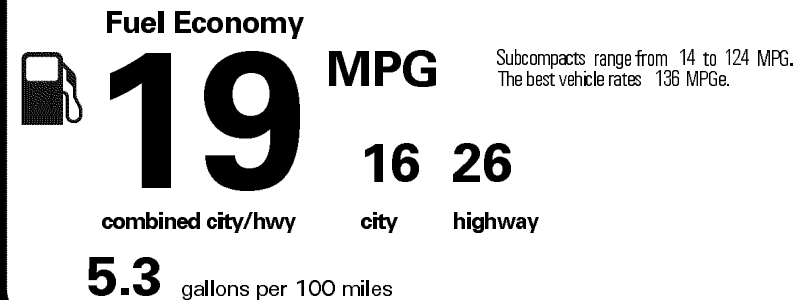 Fuel Economy
19 MPG
Subcompacts range from 14 to 124 MPG.
The best vehicle rates 136 MPGe.
16 26
combined city/hwy city highway
5.3 gallons per 100 miles